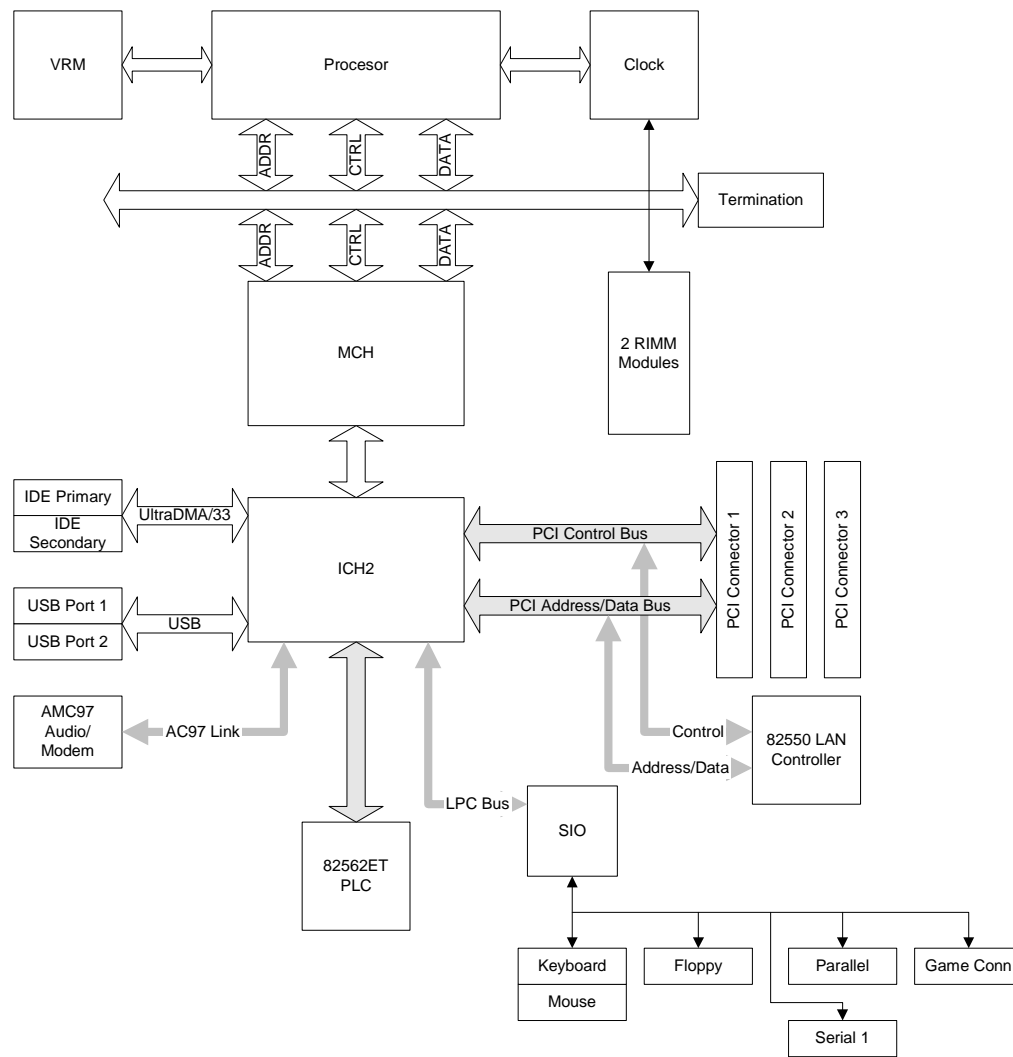 VRM
Procesor
Clock
ADDR
CTRL
DATA
Termination
ADDR
CTRL
DATA
MCH
2 RIMM
Modules
IDE Primary
IDE
Secondary
UltraDMA/33
ICH2
PCI Control Bus
PCI Address/Data Bus
PCI Connector 1
PCI Connector 2
PCI Connector 3
USB Port 1
USB Port 2
USB
AMC97
Audio/
Modem
AC97 Link
Control
Address/Data
82550 LAN
Controller
LPC Bus
SIO
82562ET
PLC
Keyboard
Mouse
Floppy
Parallel
Game Conn
Serial 1